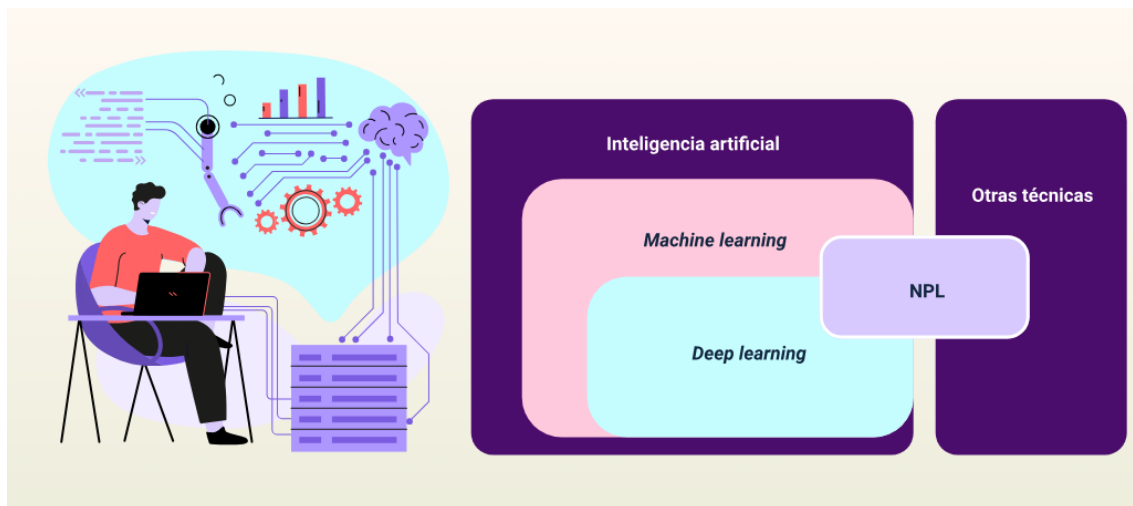 Inteligencia artificial
Otras técnicas
Machine learning
NPL
Deep learning